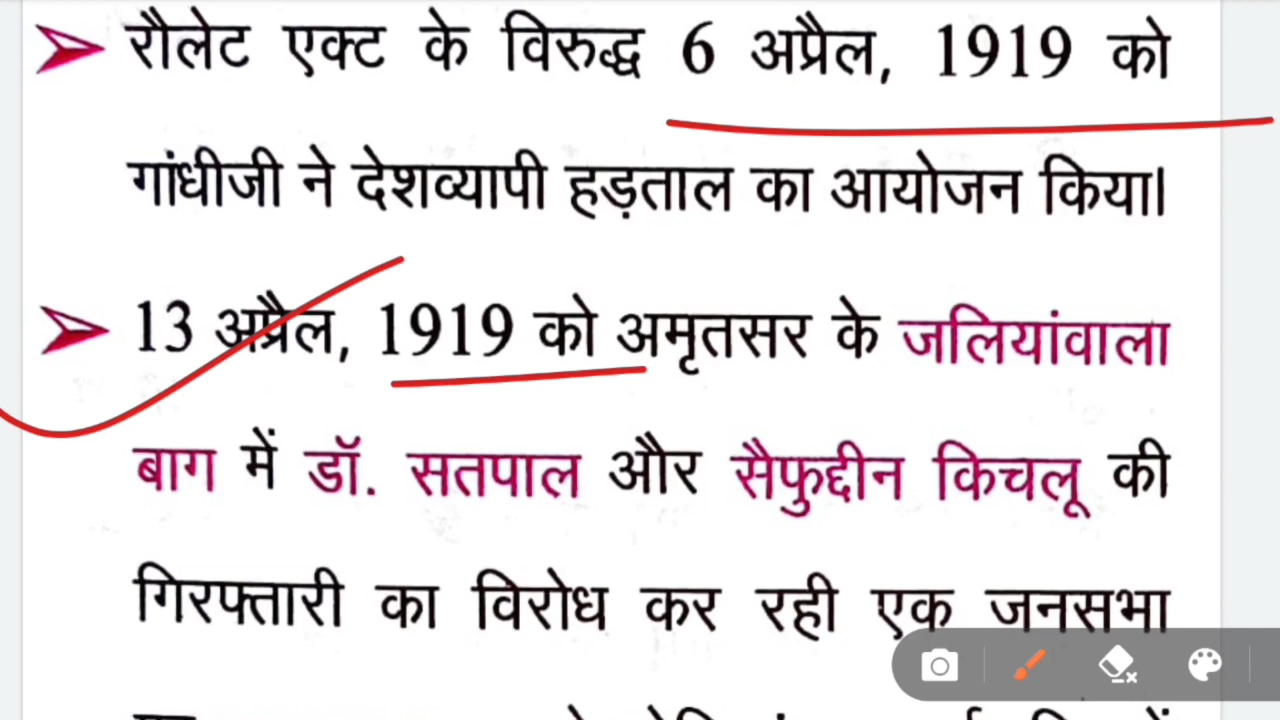 रौलेट एक्ट के विरुद्ध 6 अप्रैल, 1919 को
गांधीजी ने देशव्यापी हड़ताल का आयोजन किया।
13 अप्रैल, 1919 को अमृतसर के जलियांवाला
बाग में डॉ. सतपाल और सैफुद्दीन किचलू की
गिरफ्तारी का विरोध कर रही एक जनसभा